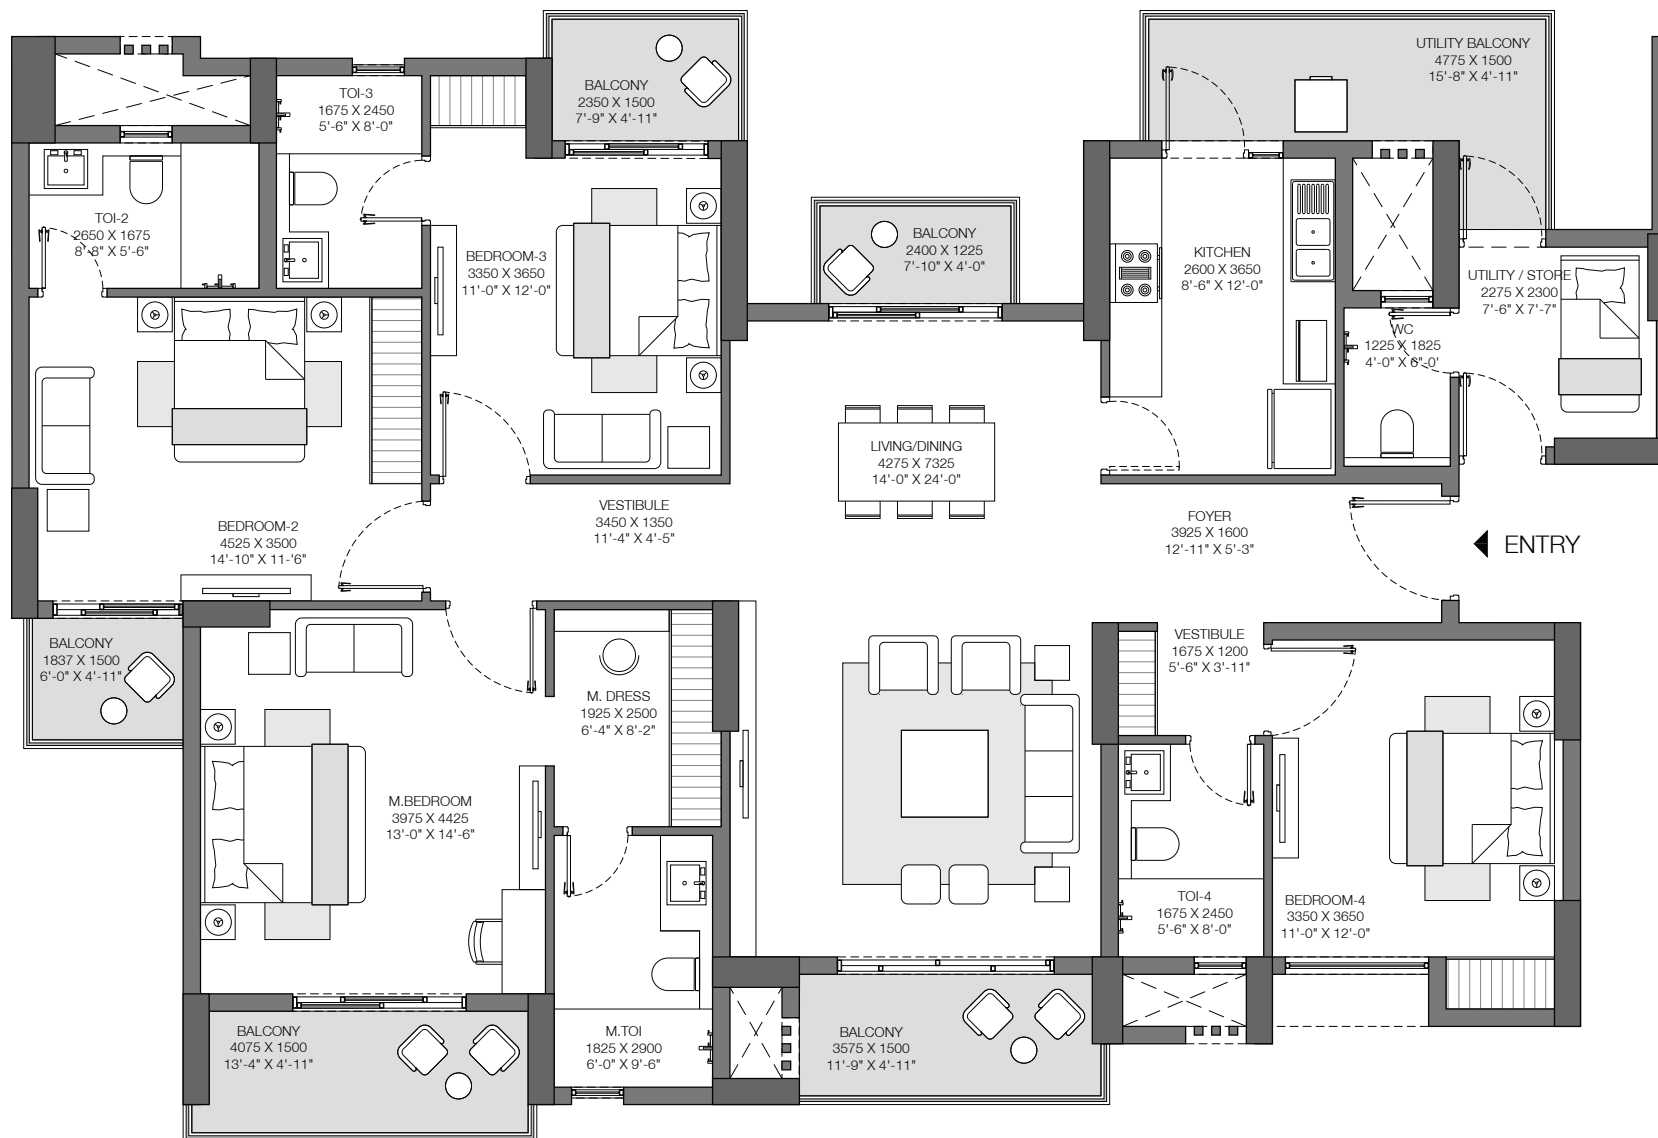 UTILITY BALCONY
4775 X 1500
15'-8" X 4'-11"
BALCONY
2350 X 1500
7'-9" X 4'-11"
TOI-3
1675 X 2450
5'-6" X 8'-0"
TOI-2
2650 X 1675
8'-8" X 5'-6"
BEDROOM-3
3350 X 3650
11'-0" X 12'-0"
BALCONY
2400 X 1225
7'-10" X 4'-0"
KITCHEN
2600 X 3650
8'-6" X 12'-0"
UTILITY / STORE
2275 X 2300
7'-6" X 7'-7"
WC
1225 X 1825
4'-0" X 6'-0'
LIVING/DINING
4275 X 7325
14'-0" X 24'-0"
VESTIBULE
3450 X 1350
11'-4" X 4'-5"
FOYER
3925 X 1600
12'-11" X 5'-3"
ENTRY
BEDROOM-2
4525 X 3500
14'-10" X 11-'6"
BALCONY
1837 X 1500
6'-0" X 4'-11"
VESTIBULE
1675 X 1200
5'-6" X 3'-11"
M. DRESS
1925 X 2500
6'-4" X 8'-2"
M.BEDROOM
3975 X 4425
13'-0" X 14'-6"
TOI-4
1675 X 2450
5'-6" X 8'-0"
BEDROOM-4
3350 X 3650
11'-0" X 12'-0"
BALCONY
4075 X 1500
13'-4" X 4'-11"
M.TOI
1825 X 2900
6'-0" X 9'-6"
BALCONY
3575 X 1500
11'-9" X 4'-11"